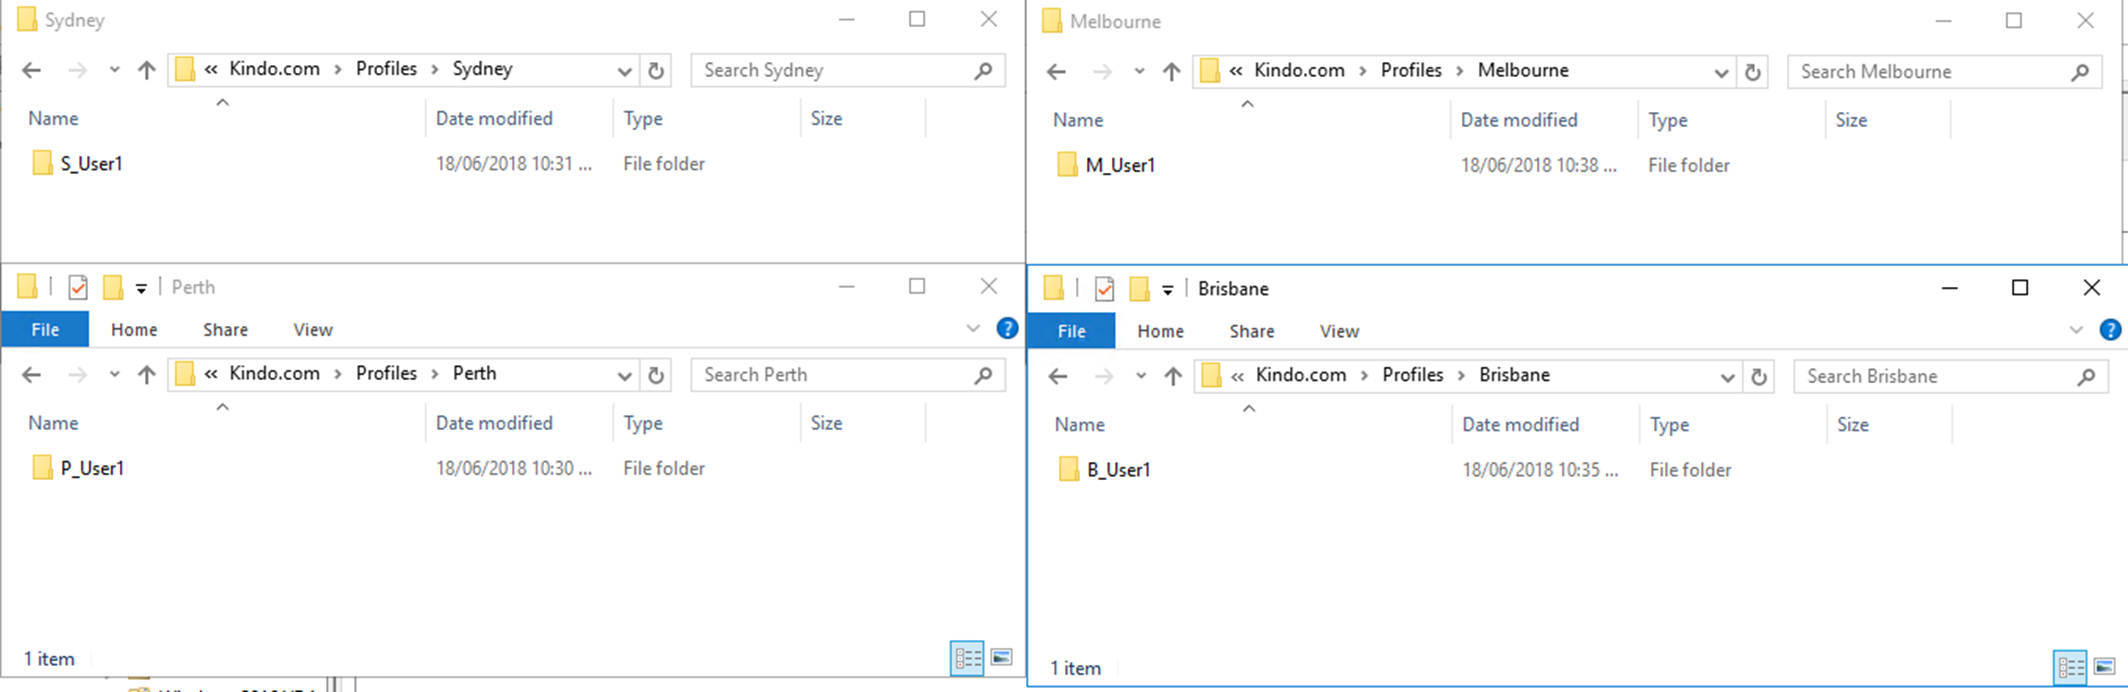 Sydney
« Kindo.com › Profiles › Sydney
Search Sydney
Name Date modified Type Size
S_User1 18/06/2018 10:31 ... File folder
Melbourne
« Kindo.com › Profiles › Melbourne
Search Melbourne
Name Date modified Type Size
M_User1 18/06/2018 10:38 ... File folder
Perth
File Home Share View
« Kindo.com › Profiles › Perth
Search Perth
Name Date modified Type Size
P_User1 18/06/2018 10:30 ... File folder
1 item
Brisbane
File Home Share View
« Kindo.com › Profiles › Brisbane
Search Brisbane
Name Date modified Type Size
B_User1 18/06/2018 10:35 ... File folder
1 item